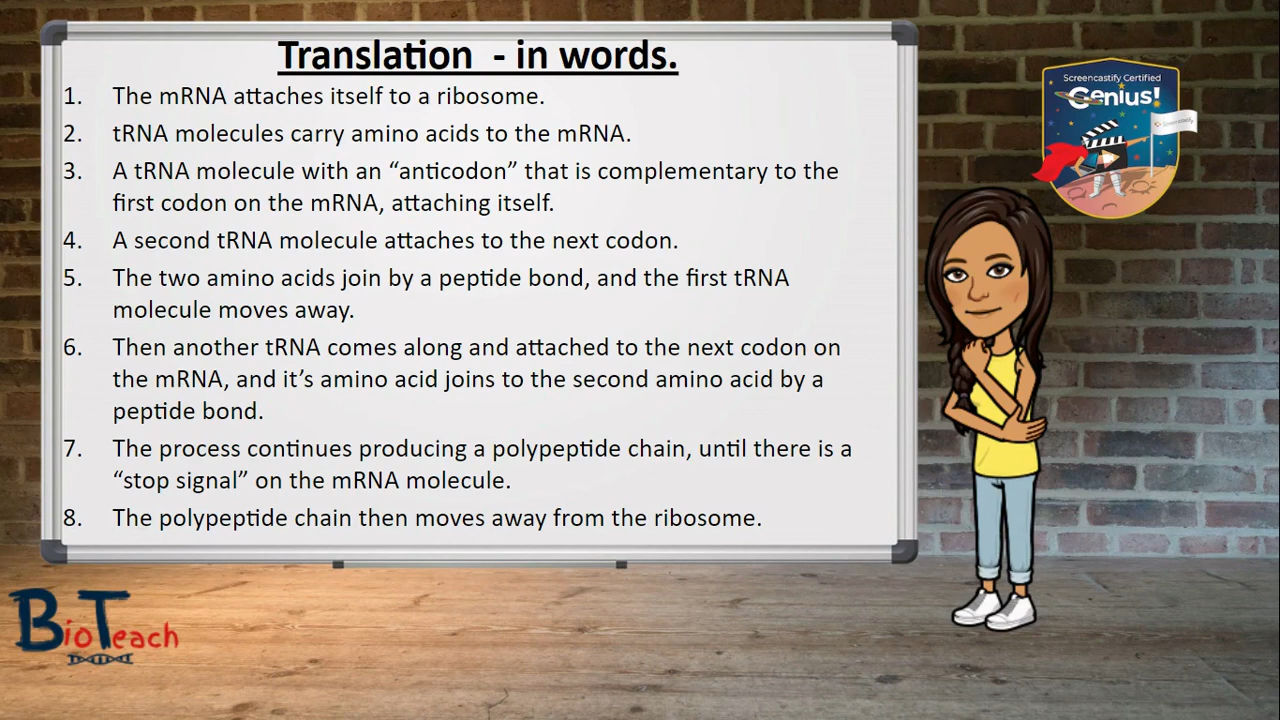 Translation - in words.
1. The mRNA attaches itself to a ribosome.
2. tRNA molecules carry amino acids to the mRNA.
3. A tRNA molecule with an “anticodon” that is complementary to the
first codon on the mRNA, attaching itself.
4. A second tRNA molecule attaches to the next codon.
5. The two amino acids join by a peptide bond, and the first tRNA
molecule moves away.
6. Then another tRNA comes along and attached to the next codon on
the mRNA, and it’s amino acid joins to the second amino acid by a
peptide bond.
7. The process continues producing a polypeptide chain, until there is a
“stop signal” on the mRNA molecule.
8. The polypeptide chain then moves away from the ribosome.
Screencastify Certified
Genius!
Screencastify
BioTeach